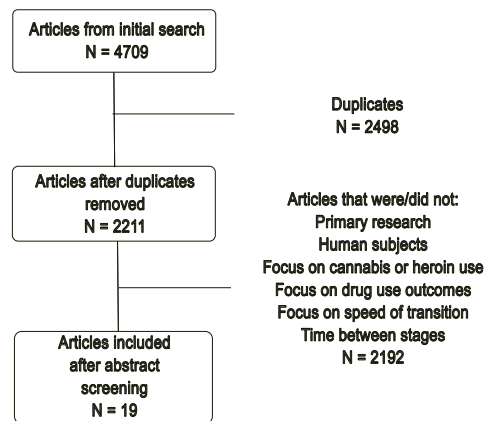 Articles from initial search
N = 4709
Duplicates
N = 2498
Articles after duplicates
removed
N = 2211
Articles that were/did not:
Primary research
Human subjects
Focus on cannabis or heroin use
Focus on drug use outcomes
Focus on speed of transition
Time between stages
N = 2192
Articles included
after abstract
screening
N = 19